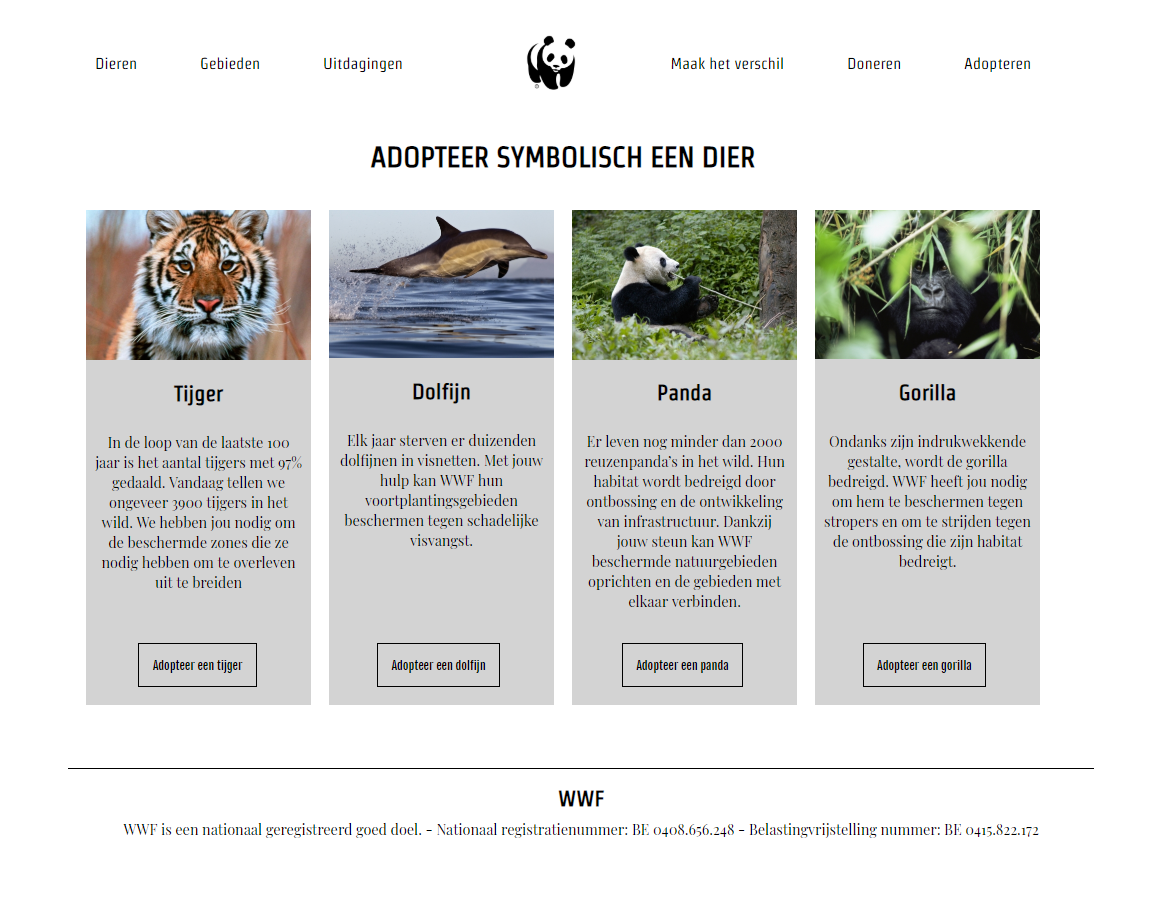 Dieren Gebieden Uitdagingen Maak het verschil Doneren Adopteren
ADOPTEER SYMBOLISCH EEN DIER
Tijger
In de loop van de laatste 100
jaar is het aantal tijgers met 97%
gedaald. Vandaag tellen we
ongeveer 3900 tijgers in het
wild. We hebben jou nodig om
de beschermde zones die ze
nodig hebben om te overleven
uit te breiden
Adopteer een tijger
Dolfijn
Elk jaar sterven er duizenden
dolfijnen in visnetten. Met jouw
hulp kan WWF hun
voortplantingsgebieden
beschermen tegen schadelijke
visvangst.
Adopteer een dolfijn
Panda
Er leven nog minder dan 2000
reuzenpanda’s in het wild. Hun
habitat wordt bedreigd door
ontbossing en de ontwikkeling
van infrastructuur. Dankzij
jouw steun kan WWF
beschermde natuurgebieden
oprichten en de gebieden met
elkaar verbinden.
Adopteer een panda
Gorilla
Ondanks zijn indrukwekkende
gestalte, wordt de gorilla
bedreigd. WWF heeft jou nodig
om hem te beschermen tegen
stropers en om te strijden tegen
de ontbossing die zijn habitat
bedreigt.
Adopteer een gorilla
WWF
WWF is een nationaal geregistreerd goed doel. - Nationaal registratienummer: BE 0408.656.248 - Belastingvrijstelling nummer: BE 0415.822.172